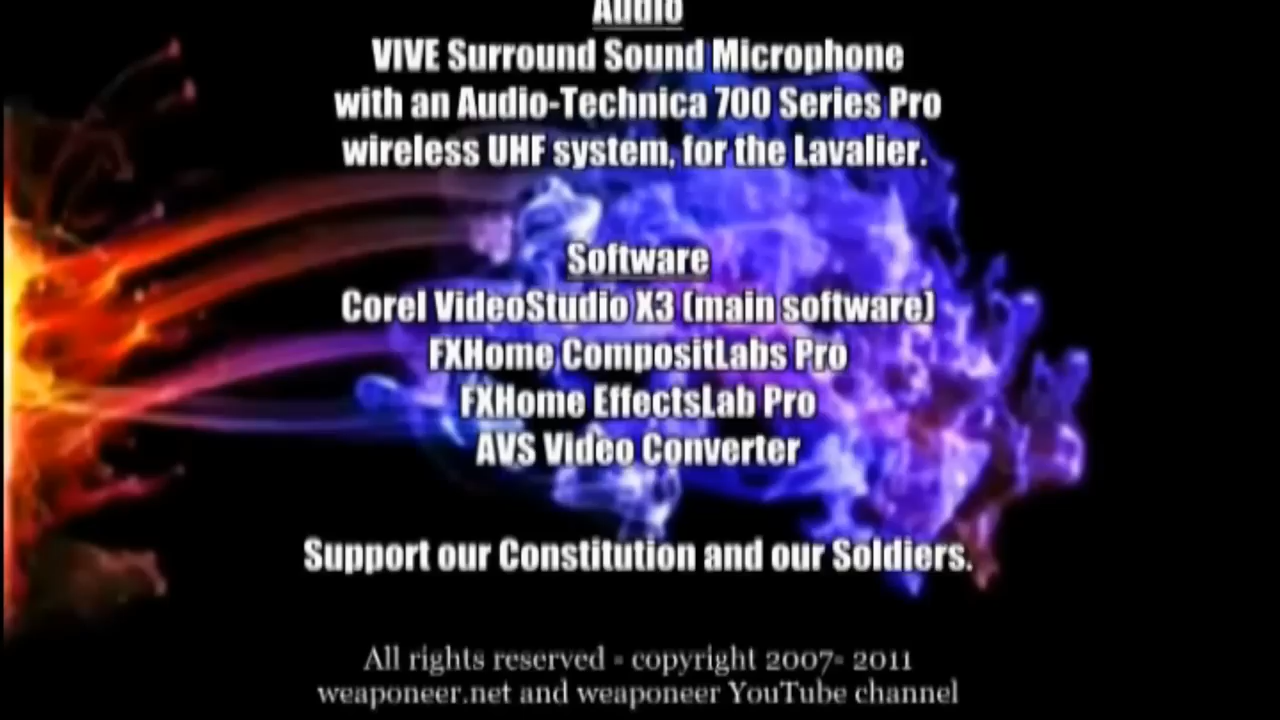 Audio
VIVE Surround Sound Microphone
with an Audio-Technica 700 Series Pro
wireless UHF system, for the Lavalier.
Software
Corel VideoStudio X3 (main software)
FXHome CompositLabs Pro
FXHome EffectsLab Pro
AVS Video Converter
Support our Constitution and our Soldiers.
All rights reserved - copyright 2007- 2011
weaponeer.net and weaponeer YouTube channel